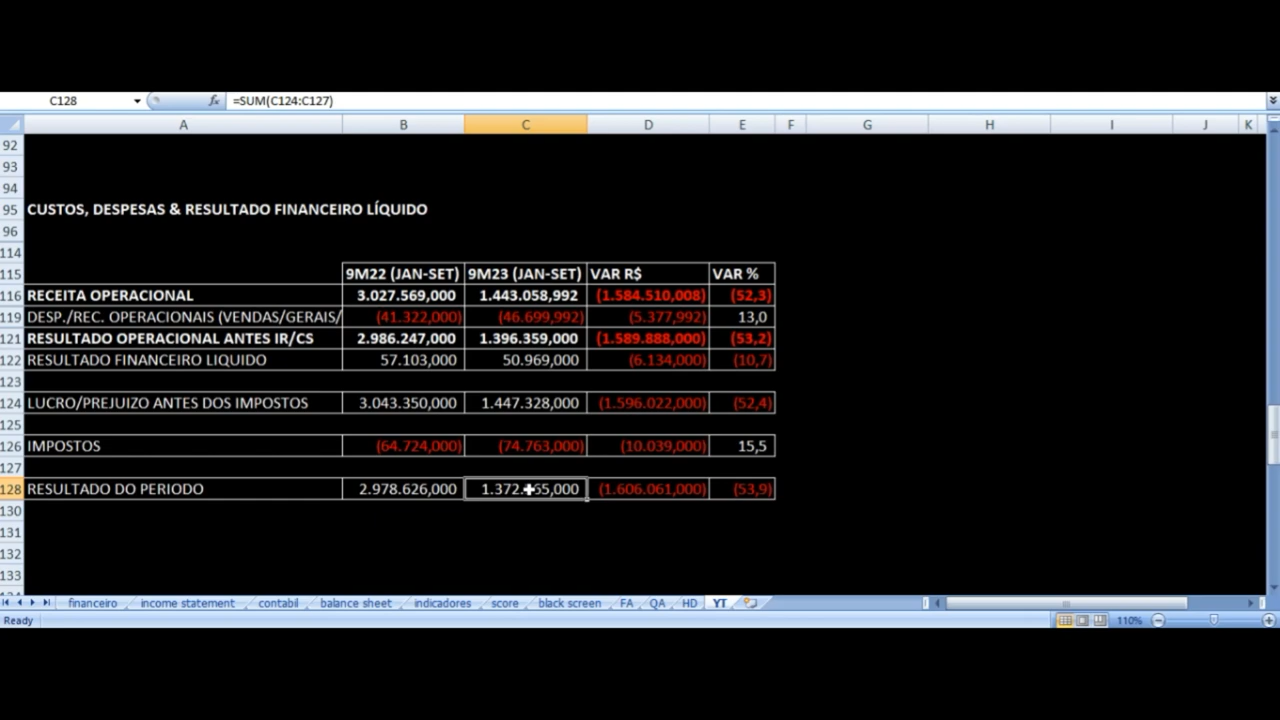 C128 fx =SUM(C124:C127)
A B C D E F G H I J K
92
93
94
95 CUSTOS, DESPESAS & RESULTADO FINANCEIRO LÍQUIDO
96
114
115 9M22 (JAN-SET) 9M23 (JAN-SET) VAR R$ VAR %
116 RECEITA OPERACIONAL 3.027.569,000 1.443.058,992 (1.584.510,008) (52,3)
119 DESP./REC. OPERACIONAIS (VENDAS/GERAIS/ (41.322,000) (46.699,992) (5.377,992) 13,0
121 RESULTADO OPERACIONAL ANTES IR/CS 2.986.247,000 1.396.359,000 (1.589.888,000) (53,2)
122 RESULTADO FINANCEIRO LIQUIDO 57.103,000 50.969,000 (6.134,000) (10,7)
123
124 LUCRO/PREJUIZO ANTES DOS IMPOSTOS 3.043.350,000 1.447.328,000 (1.596.022,000) (52,4)
125
126 IMPOSTOS (64.724,000) (74.763,000) (10.039,000) 15,5
127
128 RESULTADO DO PERIODO 2.978.626,000 (1.606.061,000) (53,9)
130
131
132
133
financeiro income statement contabil balance sheet indicadores score black screen FA QA HD YT
Ready 110%